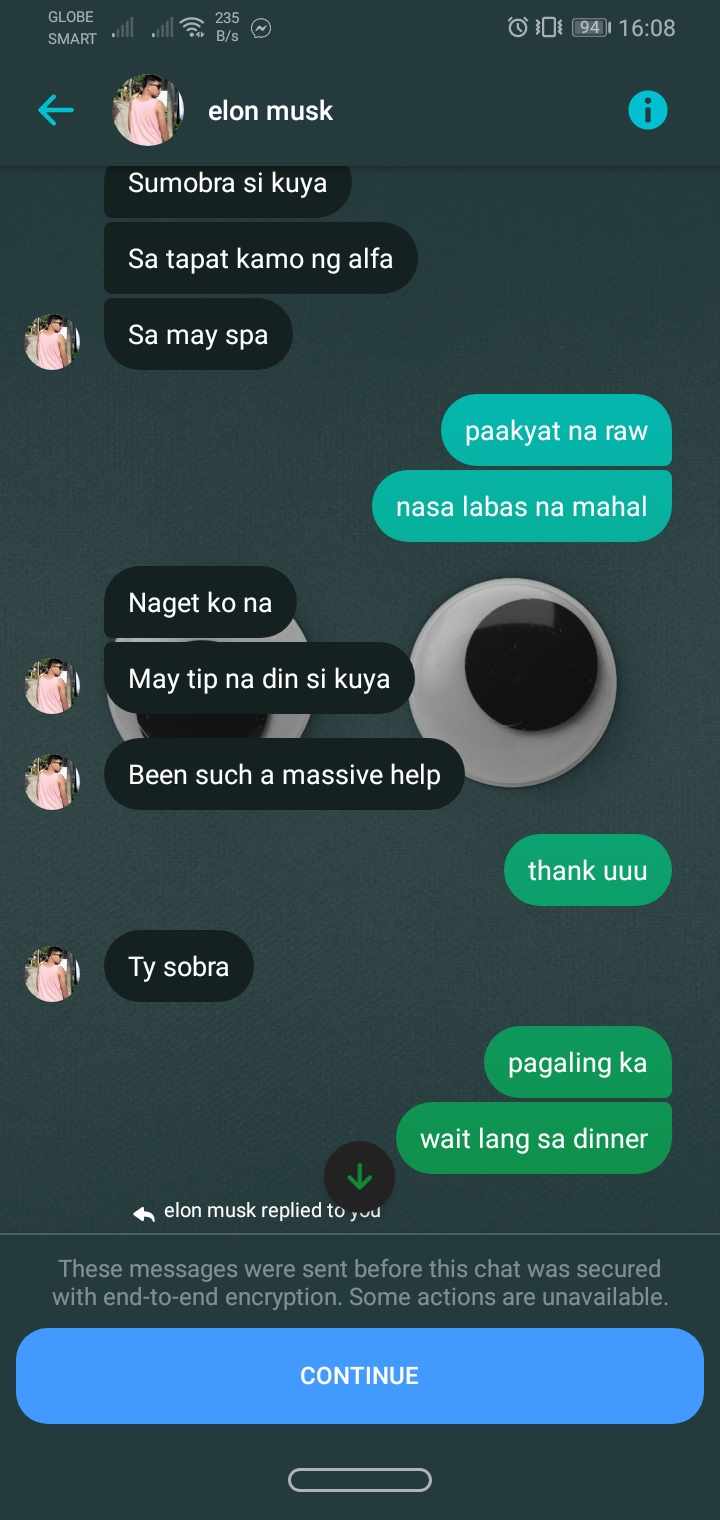 GLOBE
SMART
235
B/s
94
16:08
elon musk
Sumobra si kuya
Sa tapat kamo ng alfa
Sa may spa
paakyat na raw
nasa labas na mahal
Naget ko na
May tip na din si kuya
Been such a massive help
thank uuu
Ty sobra
pagaling ka
wait lang sa dinner
elon musk replied to you
These messages were sent before this chat was secured
with end-to-end encryption. Some actions are unavailable.
CONTINUE